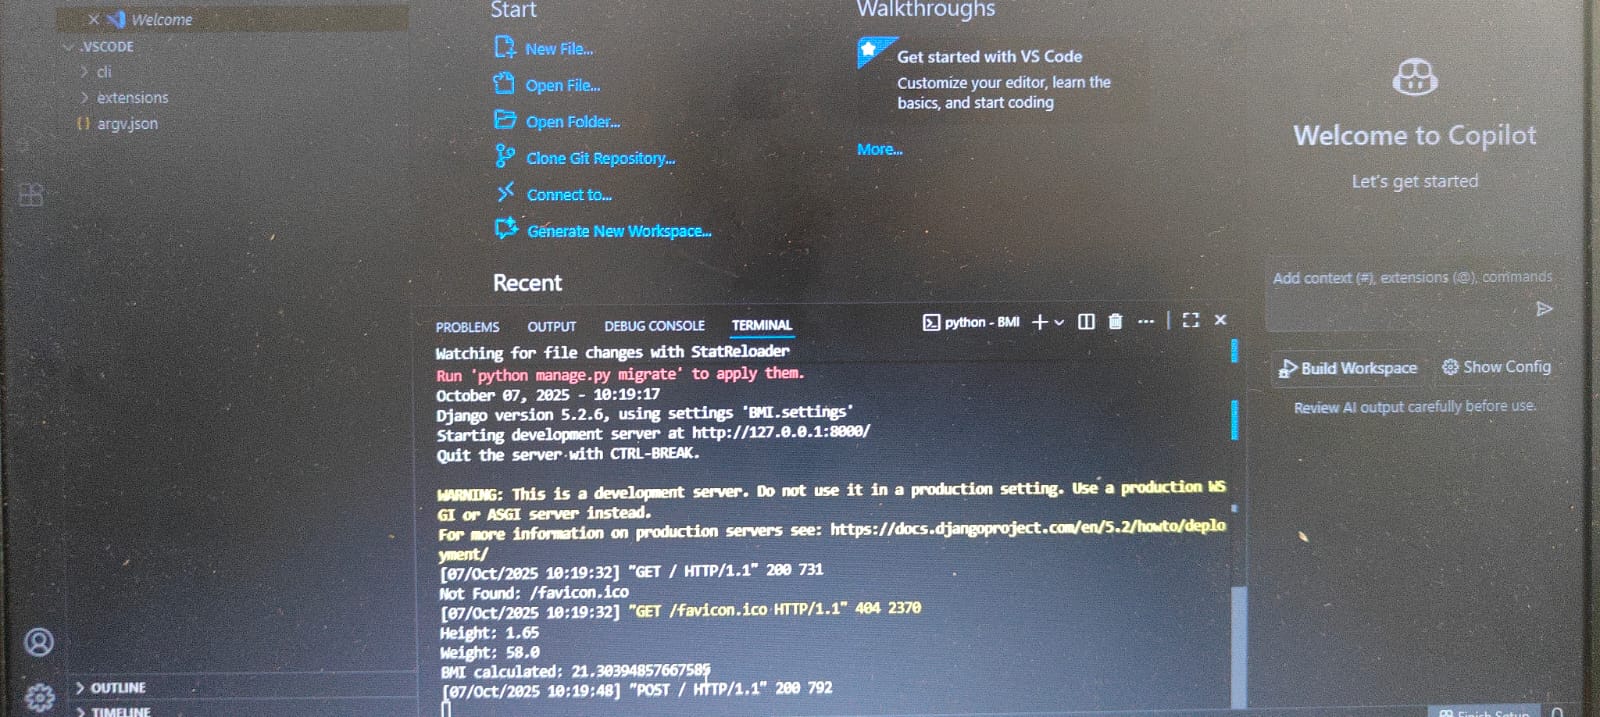 Welcome
.VSCODE
cli
extensions
{} argv.json
OUTLINE
TIMELINE
Start
New File...
Open File...
Open Folder...
Clone Git Repository...
Connect to...
Generate New Workspace...
Recent
Walkthroughs
Get started with VS Code
Customize your editor, learn the
basics, and start coding
More...
PROBLEMS OUTPUT DEBUG CONSOLE TERMINAL python - BMI
Watching for file changes with StatReloader
Run 'python manage.py migrate' to apply them.
October 07, 2025 - 10:19:17
Django version 5.2.6, using settings 'BMI.settings'
Starting development server at http://127.0.0.1:8000/
Quit the server with CTRL-BREAK.
WARNING: This is a development server. Do not use it in a production setting. Use a production WS
GI or ASGI server instead.
For more information on production servers see: https://docs.djangoproject.com/en/5.2/howto/deplo
yment/
[07/Oct/2025 10:19:32] "GET / HTTP/1.1" 200 731
Not Found: /favicon.ico
[07/Oct/2025 10:19:32] "GET /favicon.ico HTTP/1.1" 404 2370
Height: 1.65
Weight: 58.0
BMI calculated: 21.30394857667585
[07/Oct/2025 10:19:48] "POST / HTTP/1.1" 200 792
Welcome to Copilot
Let's get started
Add context (#), extensions (@), commands
Build Workspace Show Config
Review AI output carefully before use.
Finish Setup